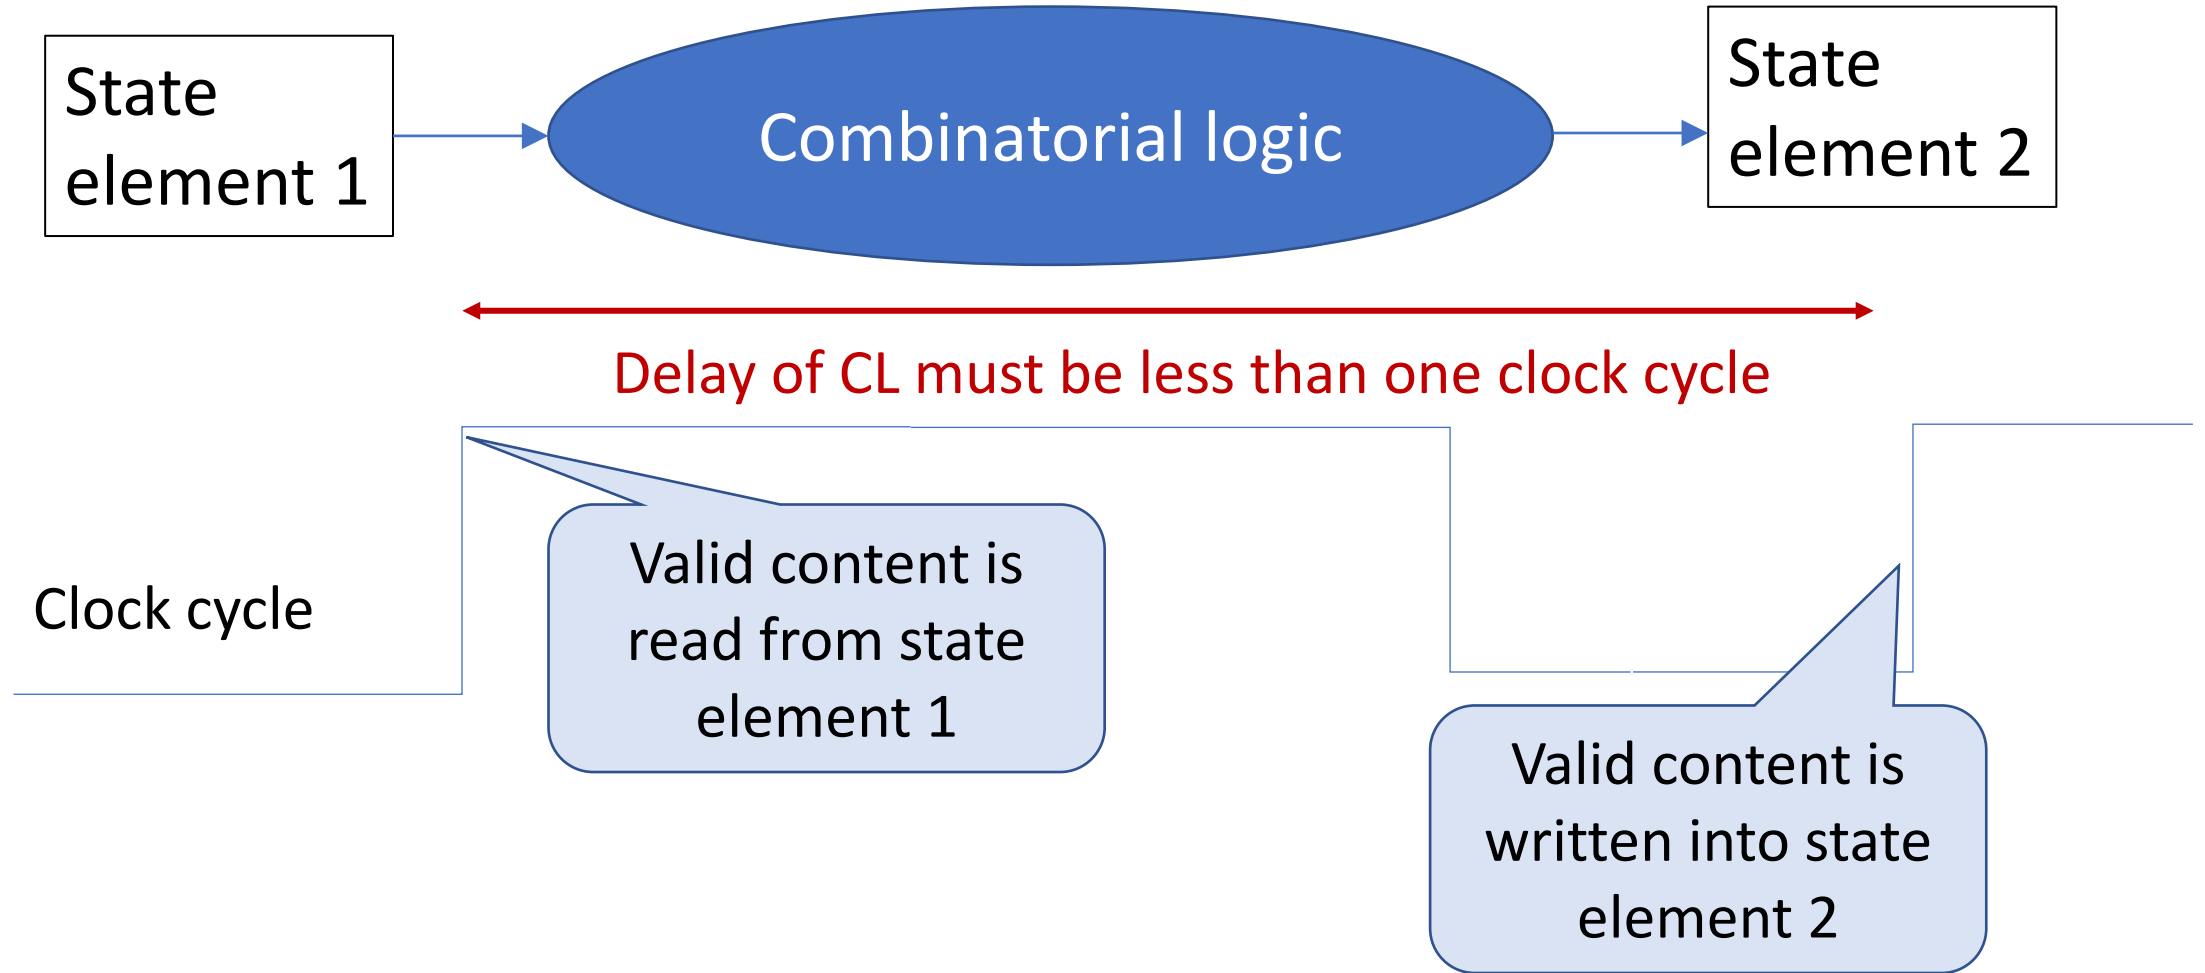 State
element 1
Combinatorial logic
State
element 2
Delay of CL must be less than one clock cycle
Clock cycle
Valid content is
read from state
element 1
Valid content is
written into state
element 2